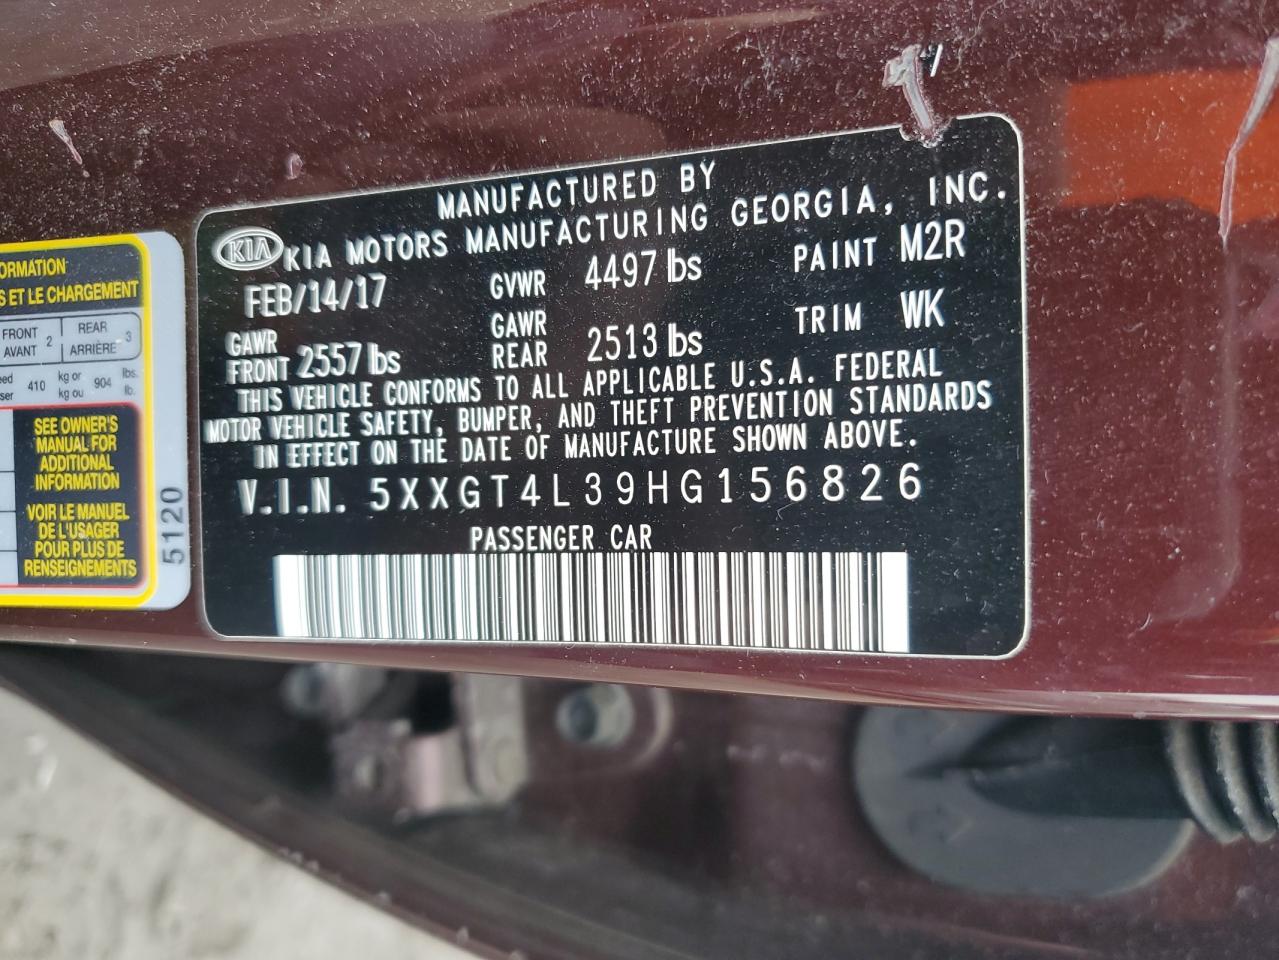 ORMATION
S ET LE CHARGEMENT
FRONT
AVANT
2
REAR
ARRIÈRE
3
eed
ser
410
kg or
kg ou
904
lbs.
lb.
SEE OWNER'S
MANUAL FOR
ADDITIONAL
INFORMATION
VOIR LE MANUEL
DE L'USAGER
POUR PLUS DE
RENSEIGNEMENTS
5120
MANUFACTURED BY
KIA KIA MOTORS MANUFACTURING GEORGIA, INC.
FEB/14/17 GVWR 4497 lbs PAINT M2R
GAWR
FRONT 2557 lbs
GAWR
REAR 2513 lbs
TRIM WK
THIS VEHICLE CONFORMS TO ALL APPLICABLE U.S.A. FEDERAL
MOTOR VEHICLE SAFETY, BUMPER, AND THEFT PREVENTION STANDARDS
IN EFFECT ON THE DATE OF MANUFACTURE SHOWN ABOVE.
V.I.N. 5XXGT4L39HG156826
PASSENGER CAR